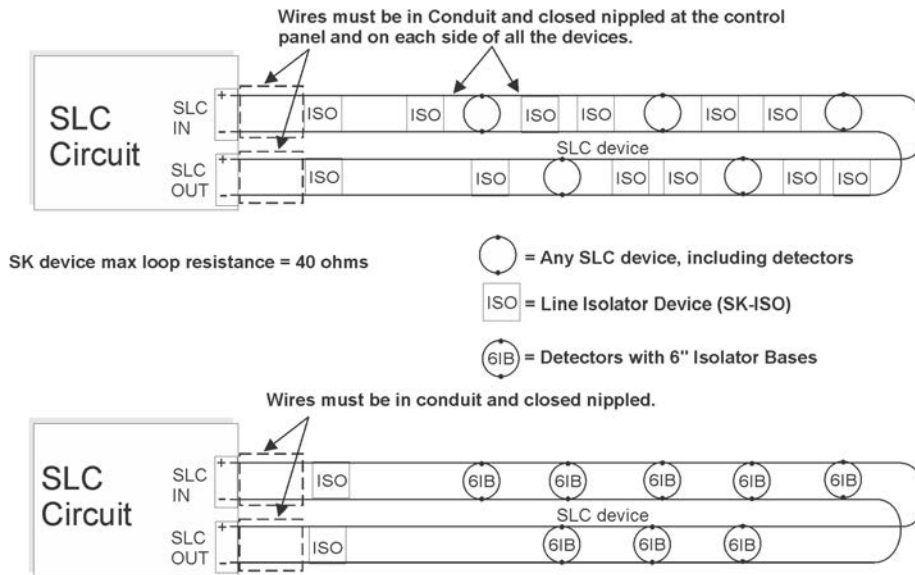 Wires must be in Conduit and closed nippled at the control
panel and on each side of all the devices.
SLC
Circuit
+
SLC
IN
-
ISO
ISO
ISO
ISO
ISO
ISO
SLC device
+
SLC
OUT
-
ISO
ISO
ISO
ISO
ISO
ISO
SK device max loop resistance = 40 ohms
= Any SLC device, including detectors
ISO = Line Isolator Device (SK-ISO)
6IB = Detectors with 6" Isolator Bases
Wires must be in conduit and closed nippled.
SLC
Circuit
+
SLC
IN
-
ISO
6IB
6IB
6IB
6IB
6IB
SLC device
+
SLC
OUT
-
ISO
6IB
6IB
6IB